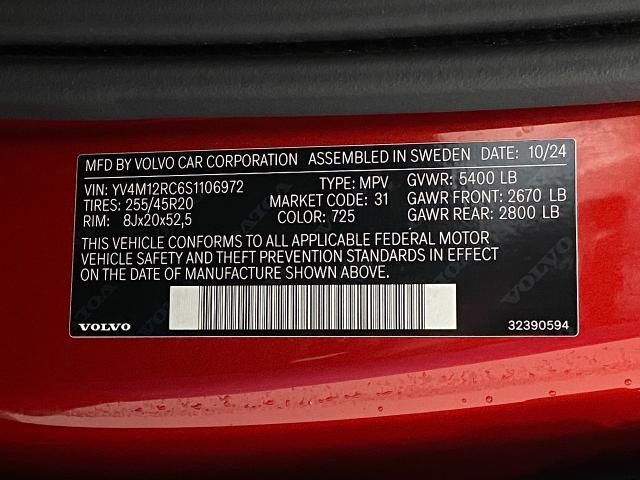 MFD BY VOLVO CAR CORPORATION ASSEMBLED IN SWEDEN DATE: 10/24
VIN: YV4M12RC6S1106972 TYPE: MPV GVWR: 5400 LB
TIRES: 255/45R20 MARKET CODE: 31 GAWR FRONT: 2670 LB
RIM: 8Jx20x52,5 COLOR: 725 GAWR REAR: 2800 LB
THIS VEHICLE CONFORMS TO ALL APPLICABLE FEDERAL MOTOR
VEHICLE SAFETY AND THEFT PREVENTION STANDARDS IN EFFECT
ON THE DATE OF MANUFACTURE SHOWN ABOVE.
VOLVO 32390594